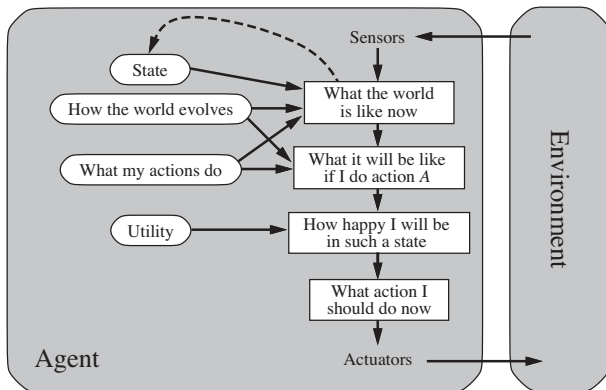 Sensors
State
What the world
is like now
How the world evolves
What it will be like
if I do action A
What my actions do
How happy I will be
in such a state
Utility
What action I
should do now
Agent
Actuators
Environment